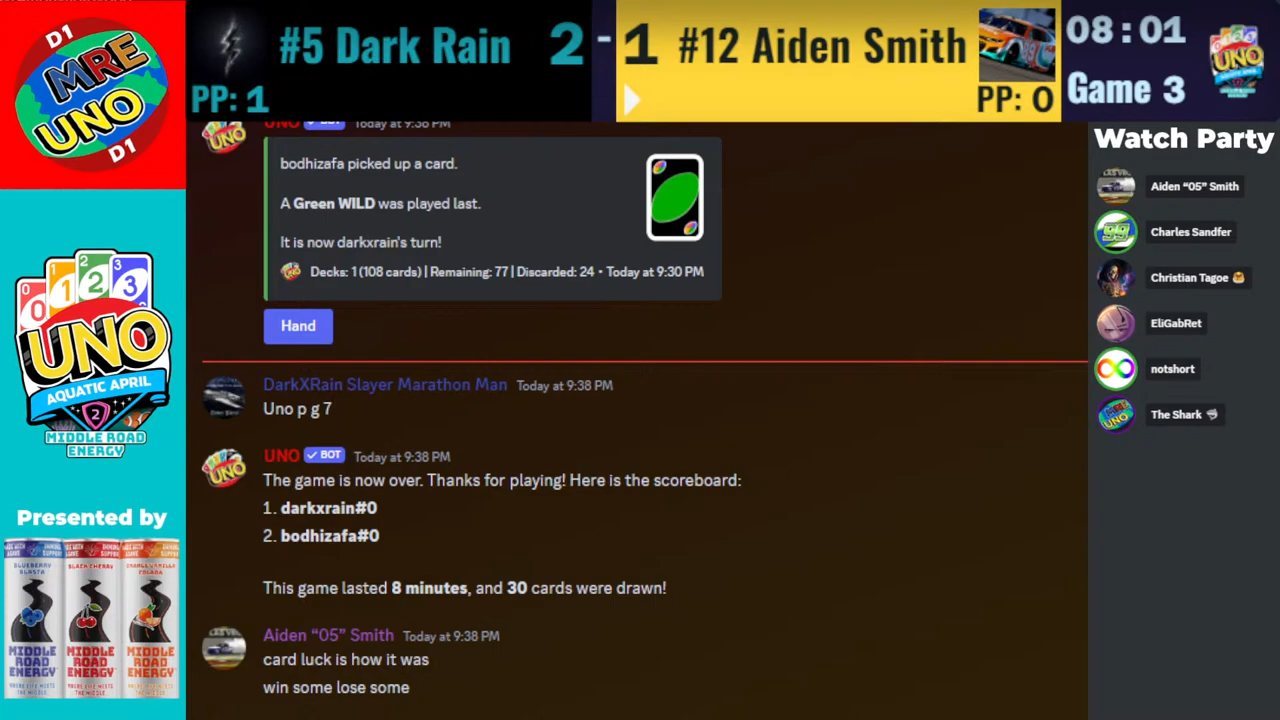 D1
MRE
UNO
D1
#5 Dark Rain 2 - 1 #12 Aiden Smith
PP: 1
PP: 0
08 : 01
Game 3
UNO
UNO BOT Today at 9:38 PM
bodhizafa picked up a card.
A Green WILD was played last.
It is now darkxrain's turn!
Decks: 1 (108 cards) | Remaining: 77 | Discarded: 24 • Today at 9:30 PM
Hand
DarkXRain Slayer Marathon Man Today at 9:38 PM
Uno p g 7
UNO BOT Today at 9:38 PM
The game is now over. Thanks for playing! Here is the scoreboard:
1. darkxrain#0
2. bodhizafa#0
This game lasted 8 minutes, and 30 cards were drawn!
Aiden “05” Smith Today at 9:38 PM
card luck is how it was
win some lose some
Watch Party
Aiden “05” Smith
Charles Sandfer
Christian Tagoe
EliGabRet
notshort
The Shark
0 1 2 3
UNO
AQUATIC APRIL
2
MIDDLE ROAD
ENERGY
Presented by
BLUEBERRY
BLACK CHERRY
MIDDLE
ROAD
ENERGY
MIDDLE
ROAD
ENERGY
MIDDLE
ROAD
ENERGY